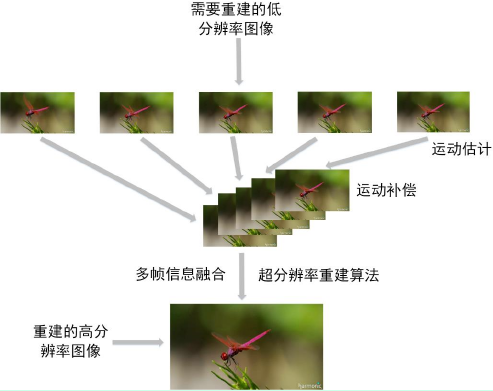 需要重建的低
分辨率图像
运动估计
运动补偿
多帧信息融合
超分辨率重建算法
重建的高分
辨率图像
harmonic